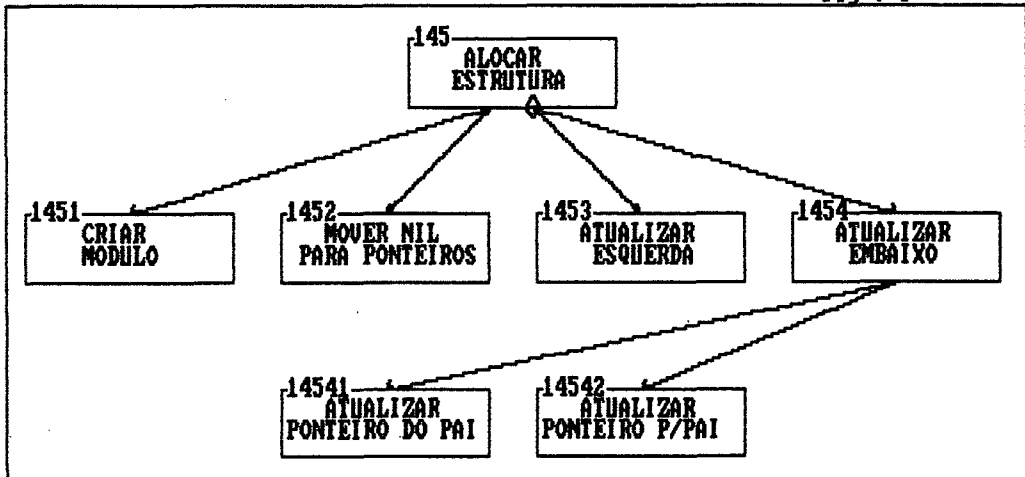 145
ALOCAR
ESTRUTURA
1451
CRIAR
MODULO
1452
MOVER NIL
PARA PONTEIROS
1453
ATUALIZAR
ESQUERDA
1454
ATUALIZAR
EMBAIXO
14541
ATUALIZAR
PONTEIRO DO PAI
14542
ATUALIZAR
PONTEIRO P/PAI